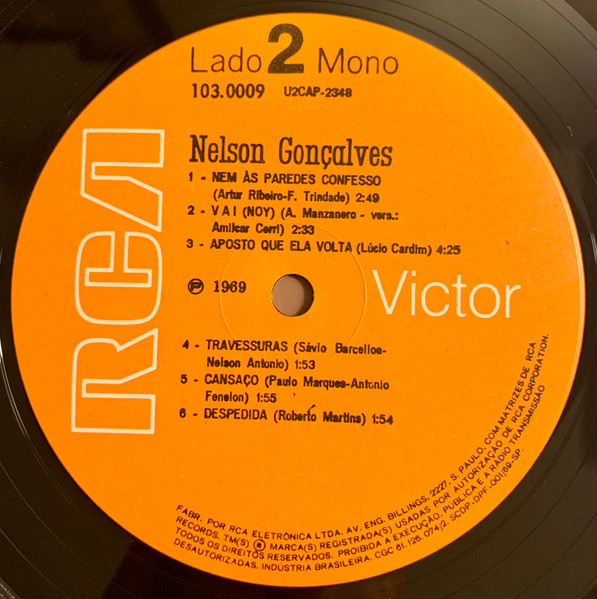 Lado 2 Mono
103.0009 U2CAP-2348
Nelson Gonçalves
1 - NEM ÀS PAREDES CONFESSO
(Artur Ribeiro-F. Trindade) 2:49
2 - VAI (NOY) (A. Manzanero - vers.:
Amilcar Cerri) 2:33
3 - APOSTO QUE ELA VOLTA (Lúcio Cardim) 4:25
RCA
℗ 1969
Victor
4 - TRAVESSURAS (Sávio Barcellos-
Nelson Antonio) 1:53
5 - CANSAÇO (Paulo Marques-Antonio
Fenelon) 1:55
6 - DESPEDIDA (Roberto Martins) 1:54
FABR. POR RCA ELETRÔNICA LTDA. AV. ENG. BILLINGS, 2227, S. PAULO, COM MATRIZES DE RCA
RECORDS. TM(S) ® MARCA(S) REGISTRADA(S) USADAS POR AUTORIZAÇÃO DE RCA CORPORATION.
TODOS OS DIREITOS RESERVADOS. PROIBIDA A EXECUÇÃO, PÚBLICA E A RÁDIO TRANSMISSÃO
DESAUTORIZADAS. INDÚSTRIA BRASILEIRA. CGC 61.126.074/2. SCDP-DPF-001/69-SP.